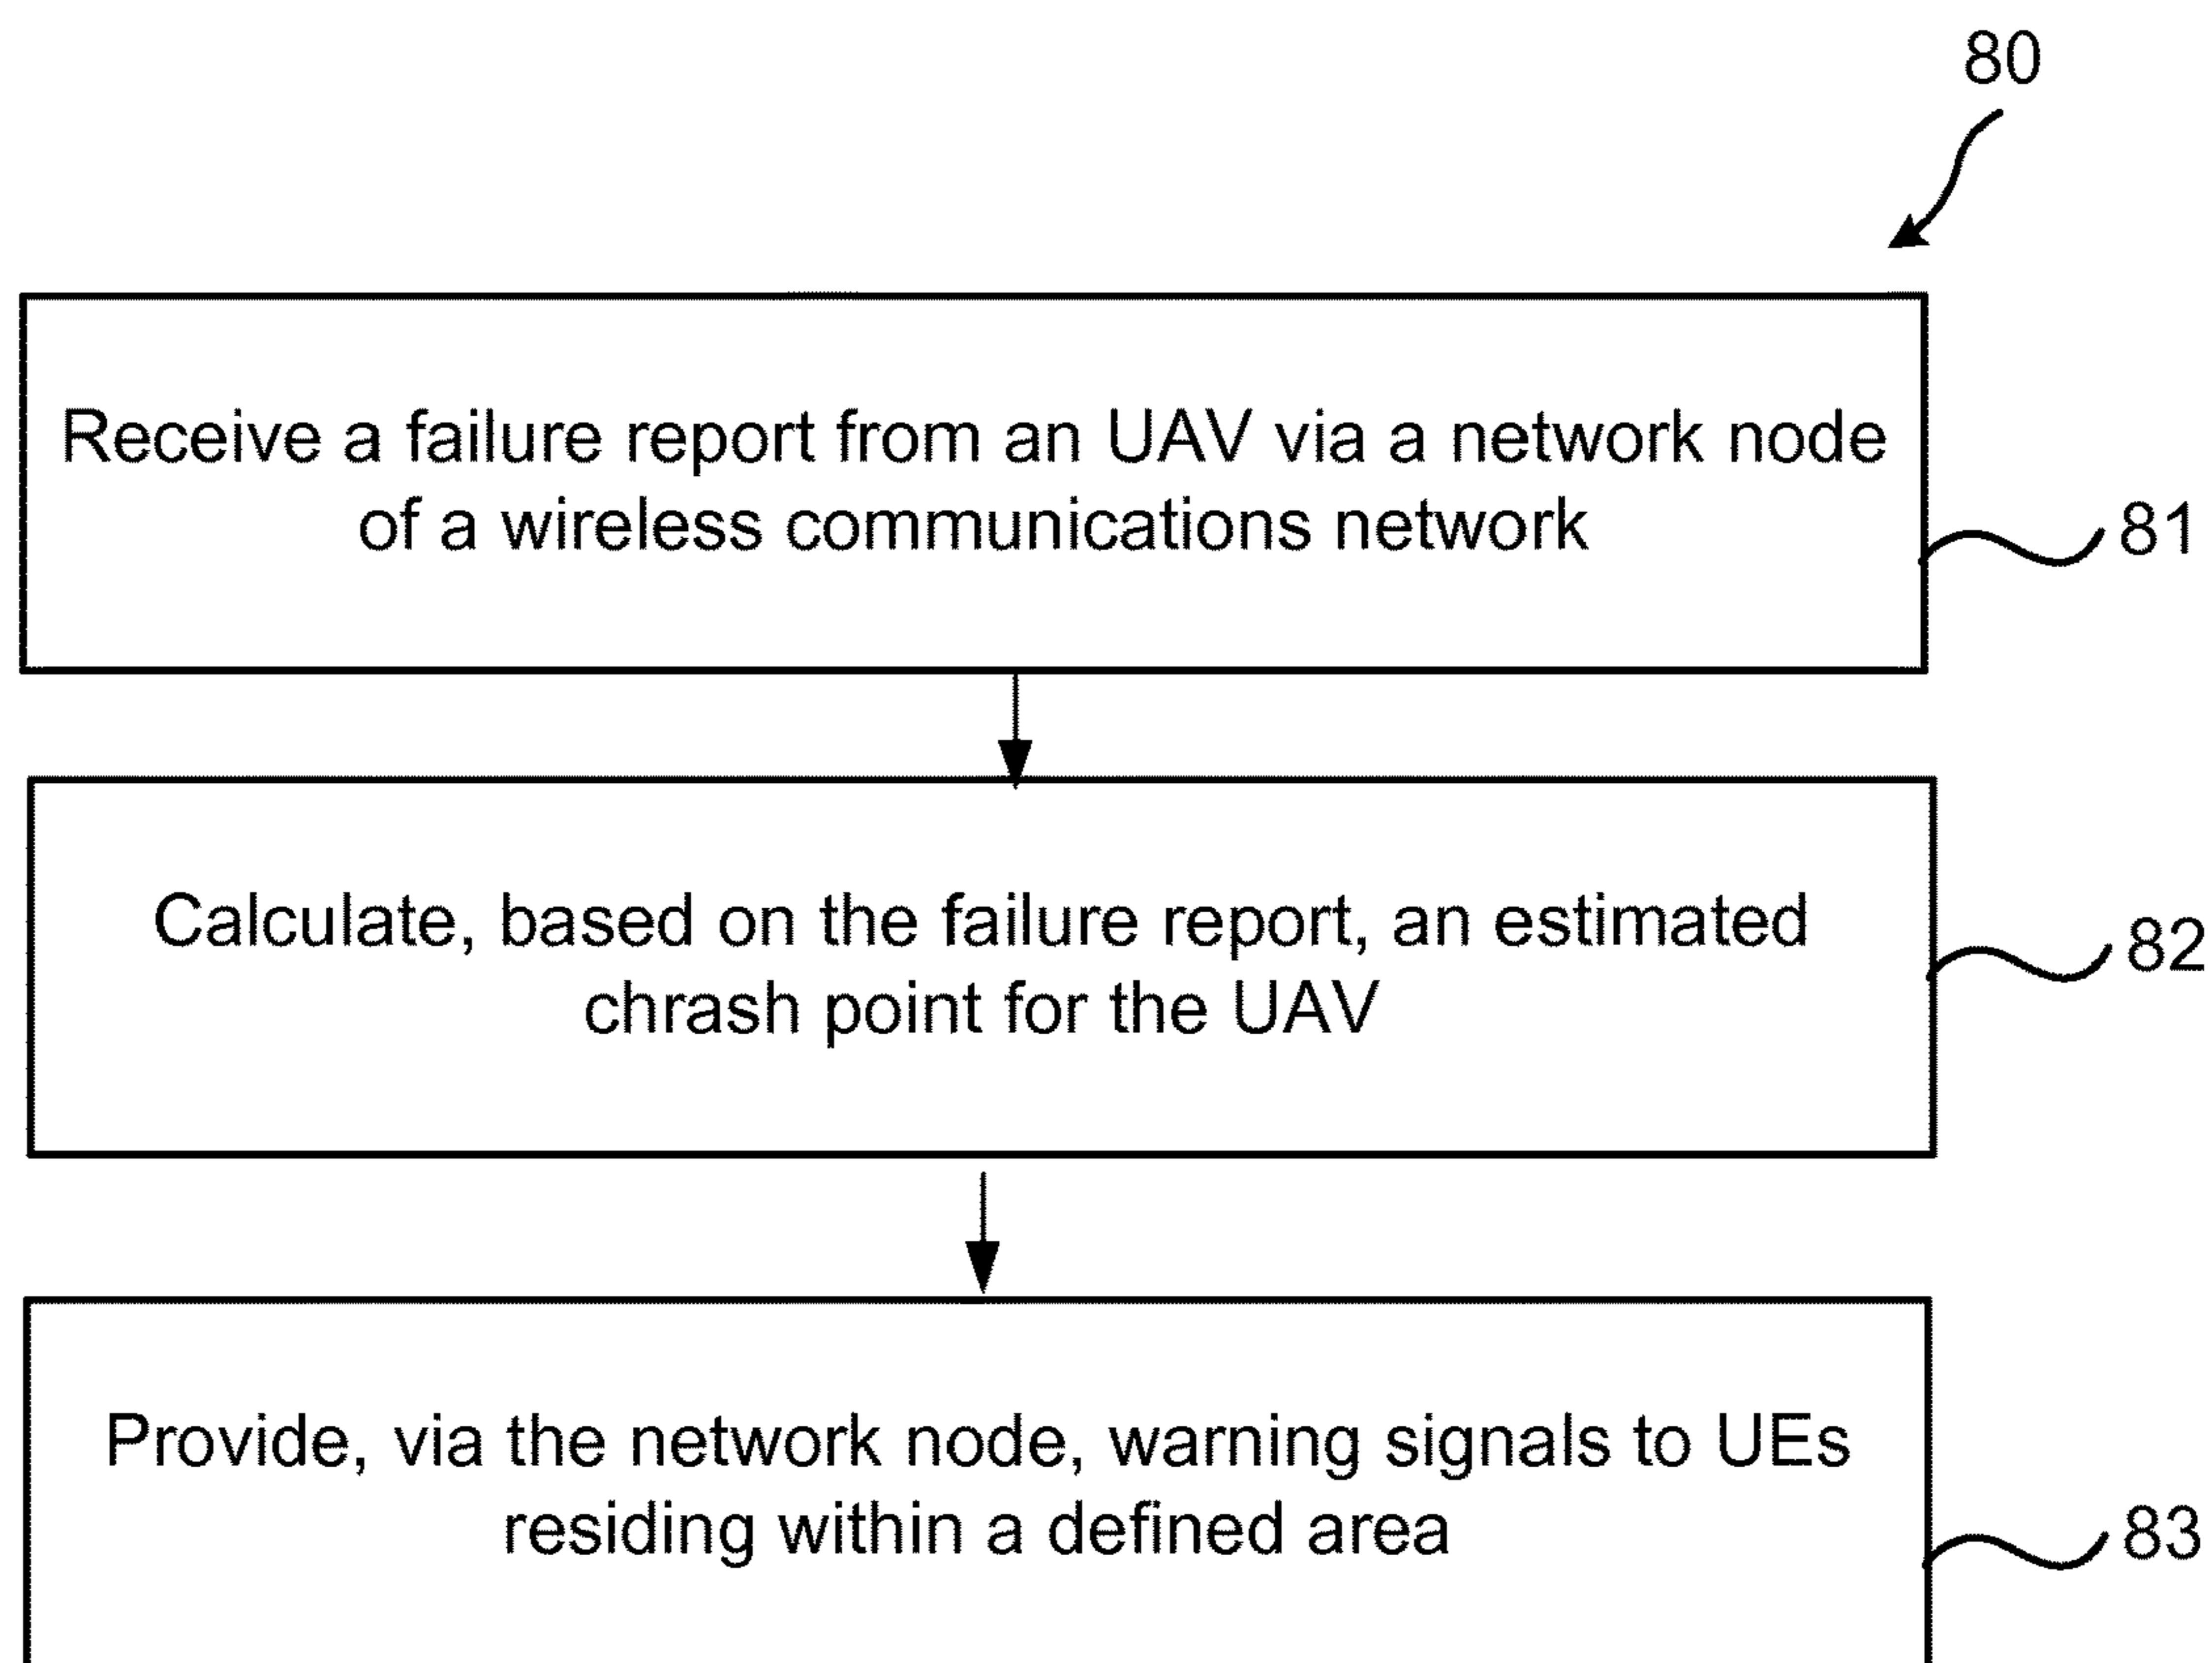 80
Receive a failure report from an UAV via a network node
of a wireless communications network
81
Calculate, based on the failure report, an estimated
chrash point for the UAV
82
Provide, via the network node, warning signals to UEs
residing within a defined area
83